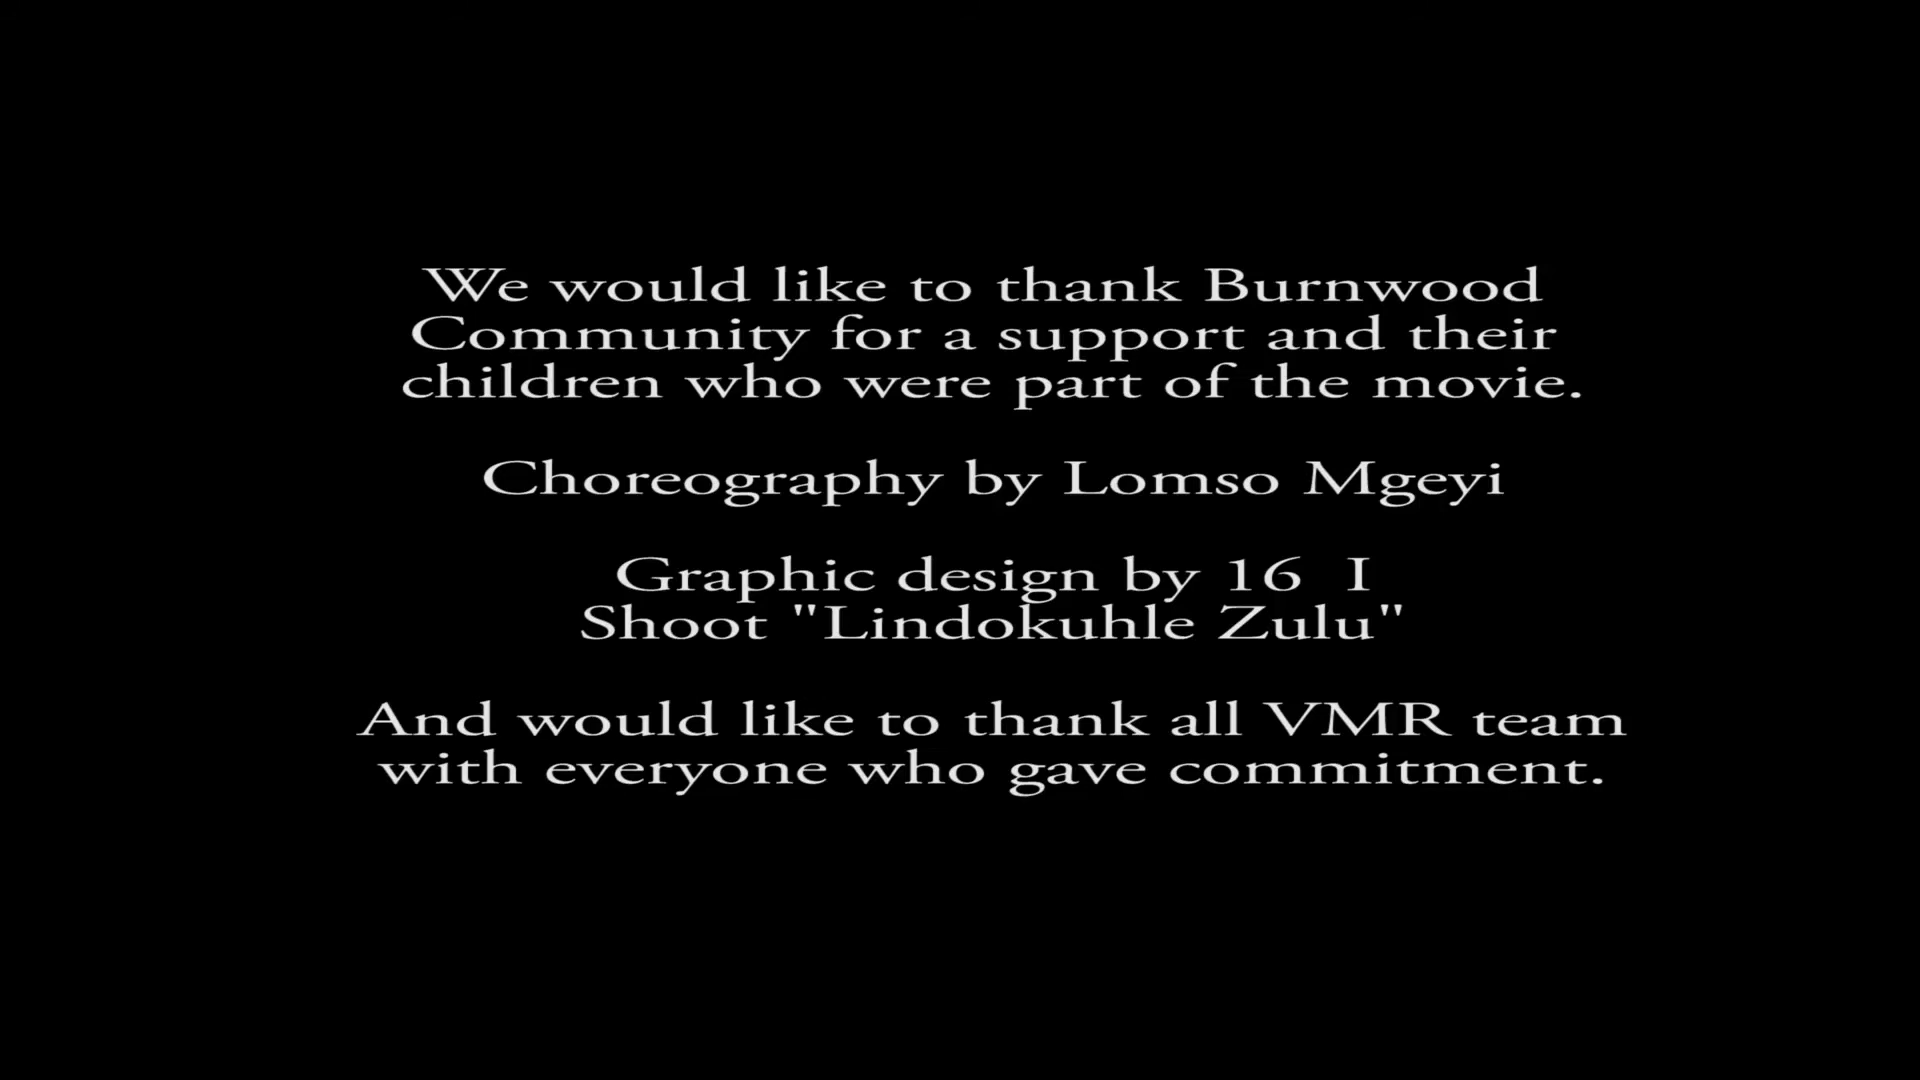 We would like to thank Burnwood
Community for a support and their
children who were part of the movie.
Choreography by Lomso Mgeyi
Graphic design by 16  I
Shoot "Lindokuhle Zulu"
And would like to thank all VMR team
with everyone who gave commitment.